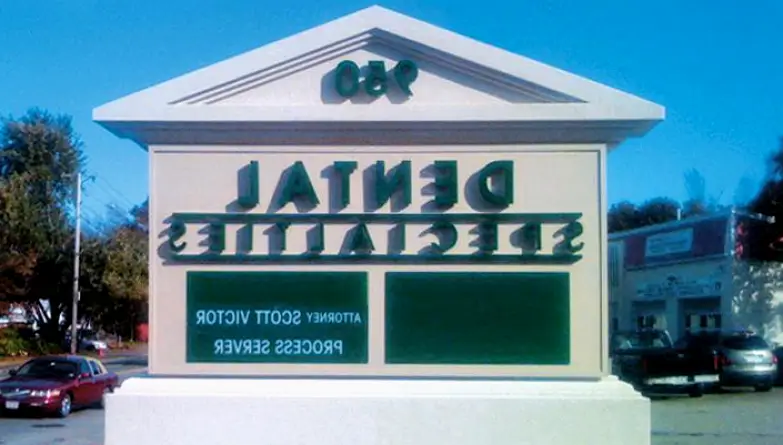 950
DENTAL
SPECIALTIES
ATTORNEY SCOTT VICTOR
PROCESS SERVER